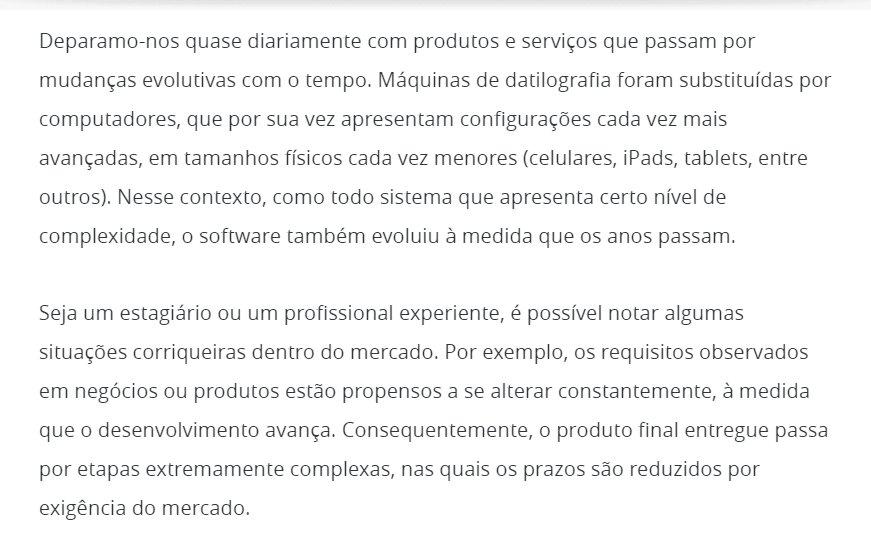 Deparamo-nos quase diariamente com produtos e serviços que passam por
mudanças evolutivas com o tempo. Máquinas de datilografia foram substituídas por
computadores, que por sua vez apresentam configurações cada vez mais
avançadas, em tamanhos físicos cada vez menores (celulares, iPads, tablets, entre
outros). Nesse contexto, como todo sistema que apresenta certo nível de
complexidade, o software também evoluiu à medida que os anos passam.
Seja um estagiário ou um profissional experiente, é possível notar algumas
situações corriqueiras dentro do mercado. Por exemplo, os requisitos observados
em negócios ou produtos estão propensos a se alterar constantemente, à medida
que o desenvolvimento avança. Consequentemente, o produto final entregue passa
por etapas extremamente complexas, nas quais os prazos são reduzidos por
exigência do mercado.